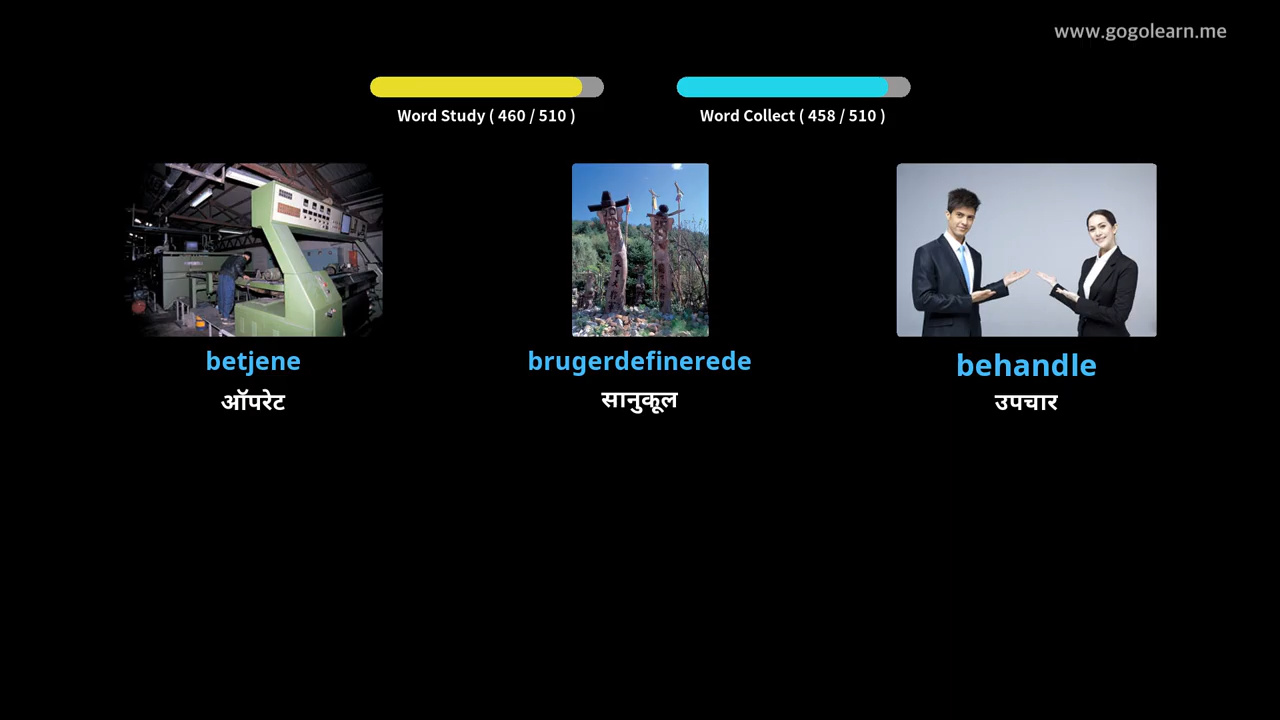 www.gogolearn.me
Word Study ( 460 / 510 )
Word Collect ( 458 / 510 )
betjene
ऑपरेट
brugerdefinerede
सानुकूल
behandle
उपचार